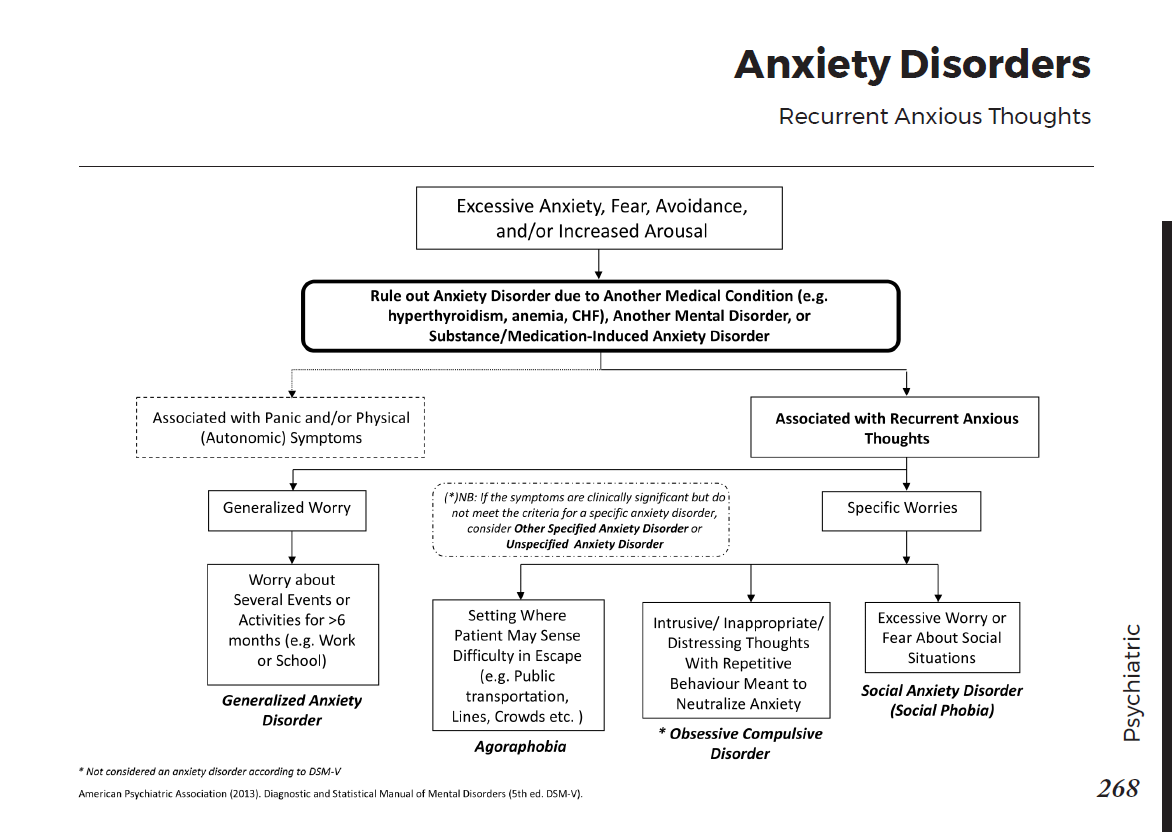 Anxiety Disorders
Recurrent Anxious Thoughts
Excessive Anxiety, Fear, Avoidance,
and/or Increased Arousal
Rule out Anxiety Disorder due to Another Medical Condition (e.g.
hyperthyroidism, anemia, CHF), Another Mental Disorder, or
Substance/Medication-Induced Anxiety Disorder
Associated with Panic and/or Physical
(Autonomic) Symptoms
Associated with Recurrent Anxious
Thoughts
Generalized Worry
(*)NB: If the symptoms are clinically significant but do
not meet the criteria for a specific anxiety disorder,
consider Other Specified Anxiety Disorder or
Unspecified Anxiety Disorder
Specific Worries
Worry about
Several Events or
Activities for >6
months (e.g. Work
or School)
Generalized Anxiety
Disorder
Setting Where
Patient May Sense
Difficulty in Escape
(e.g. Public
transportation,
Lines, Crowds etc. )
Agoraphobia
Intrusive/ Inappropriate/
Distressing Thoughts
With Repetitive
Behaviour Meant to
Neutralize Anxiety
* Obsessive Compulsive
Disorder
Excessive Worry or
Fear About Social
Situations
Social Anxiety Disorder
(Social Phobia)
Psychiatric
* Not considered an anxiety disorder according to DSM-V
American Psychiatric Association (2013). Diagnostic and Statistical Manual of Mental Disorders (5th ed. DSM-V).
268